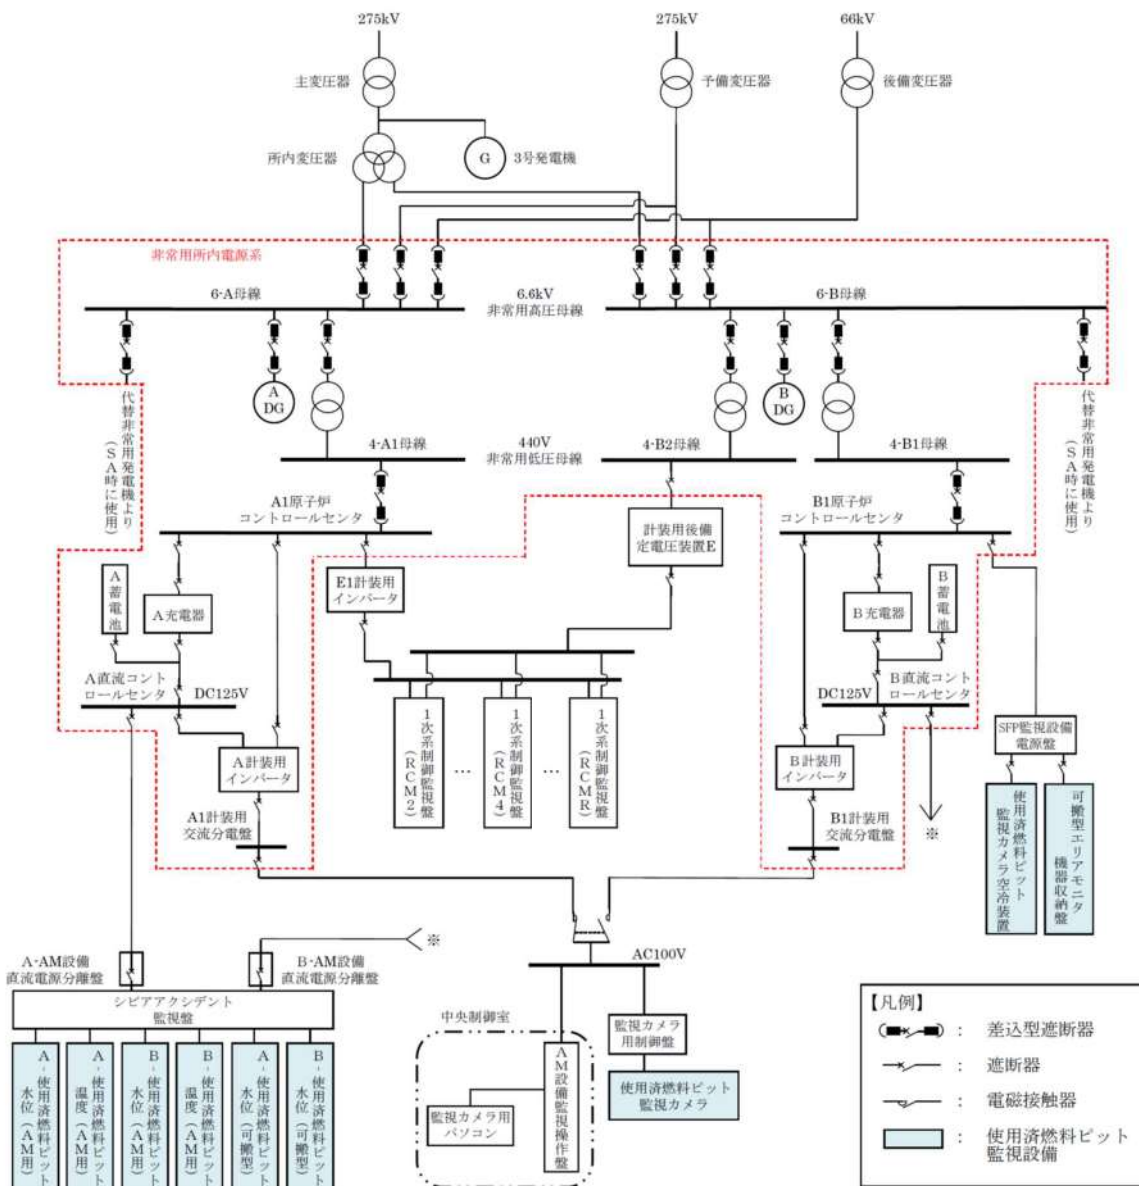 275kV
275kV
66kV
主変圧器
予備変圧器
後備変圧器
所内変圧器
G
3号発電機
非常用所内電源系
6-A母線
6.6kV
非常用高圧母線
6-B母線
A
DG
B
DG
代替非常用発電機より
(SA時に使用)
代替非常用発電機より
(SA時に使用)
4-A1母線
440V
非常用低圧母線
4-B2母線
4-B1母線
A1原子炉
コントロールセンタ
計装用後備
定電圧装置E
B1原子炉
コントロールセンタ
A蓄電池
A充電器
E1計装用
インバータ
B充電器
B蓄電池
A直流コント
ロールセンタ
DC125V
DC125V
B直流コント
ロールセンタ
1次系制御監視盤
(RCM2)
…
1次系制御監視盤
(RCM4)
…
1次系制御監視盤
(RCMR)
A計装用
インバータ
B計装用
インバータ
SFP監視設備
電源盤
A1計装用
交流分電盤
B1計装用
交流分電盤
※
使用済燃料ピット
監視カメラ空冷装置
可搬型エリアモニタ
機器収納盤
※
A-AM設備
直流電源分離盤
B-AM設備
直流電源分離盤
AC100V
シビアアクシデント
監視盤
中央制御室
監視カメラ
用制御盤
AM設備監視操作盤
監視カメラ用
パソコン
使用済燃料ピット
監視カメラ
A-使用済燃料ピット
水位(AM用)
A-使用済燃料ピット
温度(AM用)
B-使用済燃料ピット
水位(AM用)
B-使用済燃料ピット
温度(AM用)
A-使用済燃料ピット
水位(可搬型)
B-使用済燃料ピット
水位(可搬型)
【凡例】
: 差込型遮断器
: 遮断器
: 電磁接触器
: 使用済燃料ピット
監視設備